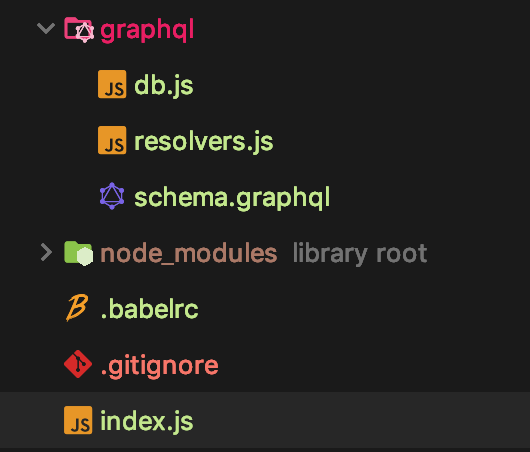 graphql
JS db.js
JS resolvers.js
schema.graphql
node_modules library root
B .babelrc
.gitignore
JS index.js